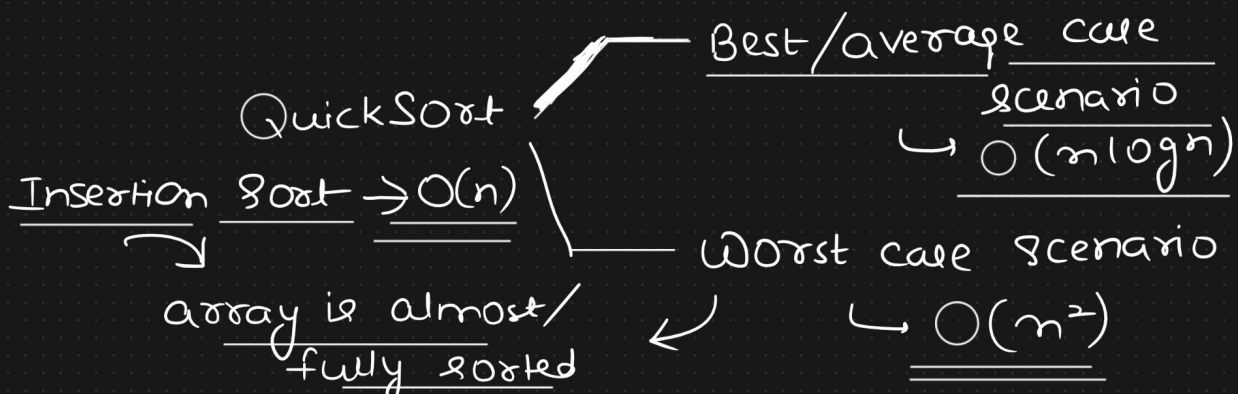 Best/average case
scenario
↳ O(nlogn)
QuickSort
Insertion Sort → O(n)
Worst case scenario
↳ O(n²)
array is almost/
fully sorted